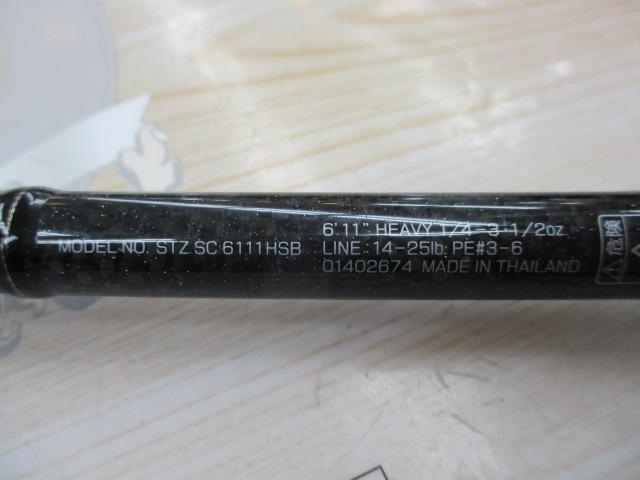 MODEL NO. STZ SC 6111HSB
6'11" HEAVY 1/4-3·1/2oz.
LINE: 14-25lb. PE#3-6
01402674 MADE IN THAILAND
⚠危険